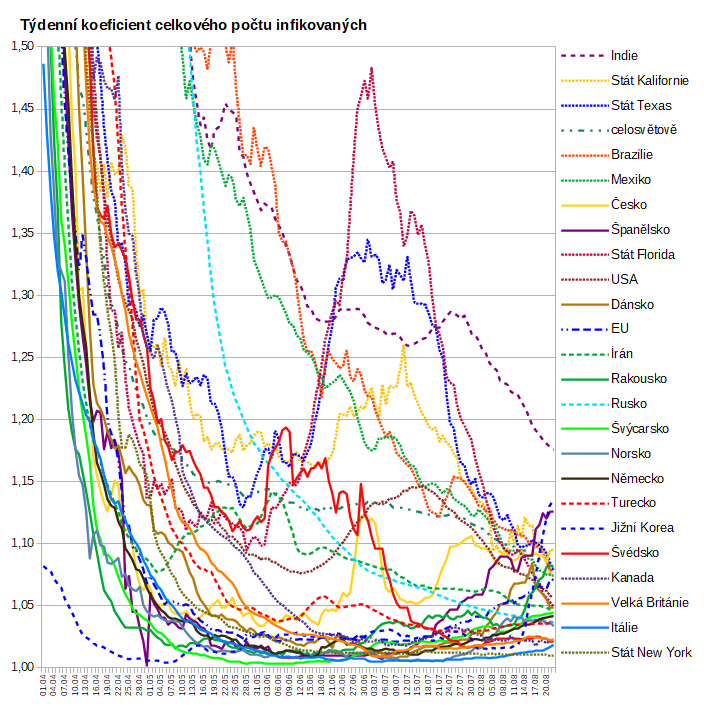 Týdenní koeficient celkového počtu infikovaných
1,50
1,45
1,40
1,35
1,30
1,25
1,20
1,15
1,10
1,05
1,00
01.04
04.04
07.04
10.04
13.04
16.04
19.04
22.04
25.04
28.04
01.05
04.05
07.05
10.05
13.05
16.05
19.05
22.05
25.05
28.05
31.05
03.06
06.06
09.06
12.06
15.06
18.06
21.06
24.06
27.06
30.06
03.07
06.07
09.07
12.07
15.07
18.07
21.07
24.07
27.07
30.07
02.08
05.08
08.08
11.08
14.08
17.08
20.08
Indie
Stát Kalifornie
Stát Texas
celosvětově
Brazílie
Mexiko
Česko
Španělsko
Stát Florida
USA
Dánsko
EU
Írán
Rakousko
Rusko
Švýcarsko
Norsko
Německo
Turecko
Jižní Korea
Švédsko
Kanada
Velká Británie
Itálie
Stát New York